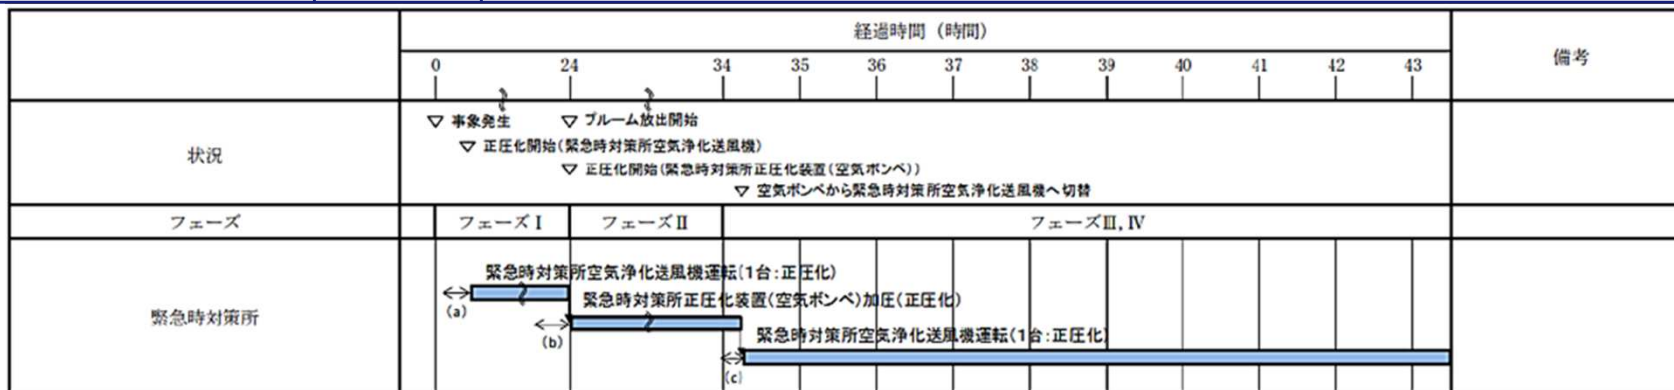 経過時間（時間）
備考
0 24 34 35 36 37 38 39 40 41 42 43
状況
▽ 事象発生 ▽ プルーム放出開始
▽ 正圧化開始(緊急時対策所空気浄化送風機)
▽ 正圧化開始(緊急時対策所正圧化装置(空気ボンベ))
▽ 空気ボンベから緊急時対策所空気浄化送風機へ切替
フェーズ フェーズⅠ フェーズⅡ フェーズⅢ,Ⅳ
緊急時対策所
緊急時対策所空気浄化送風機運転(1台:正圧化)
(a)
緊急時対策所正圧化装置(空気ボンベ)加圧(正圧化)
(b)
緊急時対策所空気浄化送風機運転(1台:正圧化)
(c)